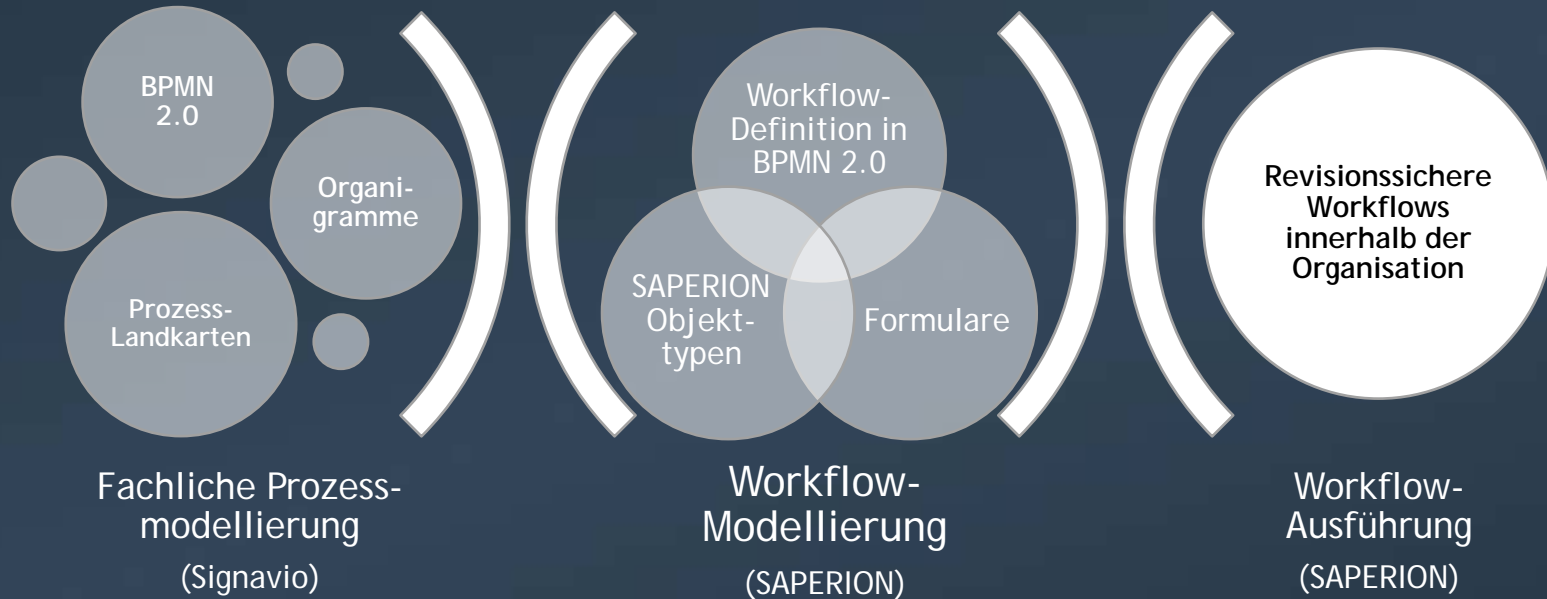 BPMN
2.0
Organi-
gramme
Prozess-
Landkarten
Fachliche Prozess-
modellierung
(Signavio)
Workflow-
Definition in
BPMN 2.0
SAPERION
Objekt-
typen
Formulare
Workflow-
Modellierung
(SAPERION)
Revisionssichere
Workflows
innerhalb der
Organisation
Workflow-
Ausführung
(SAPERION)